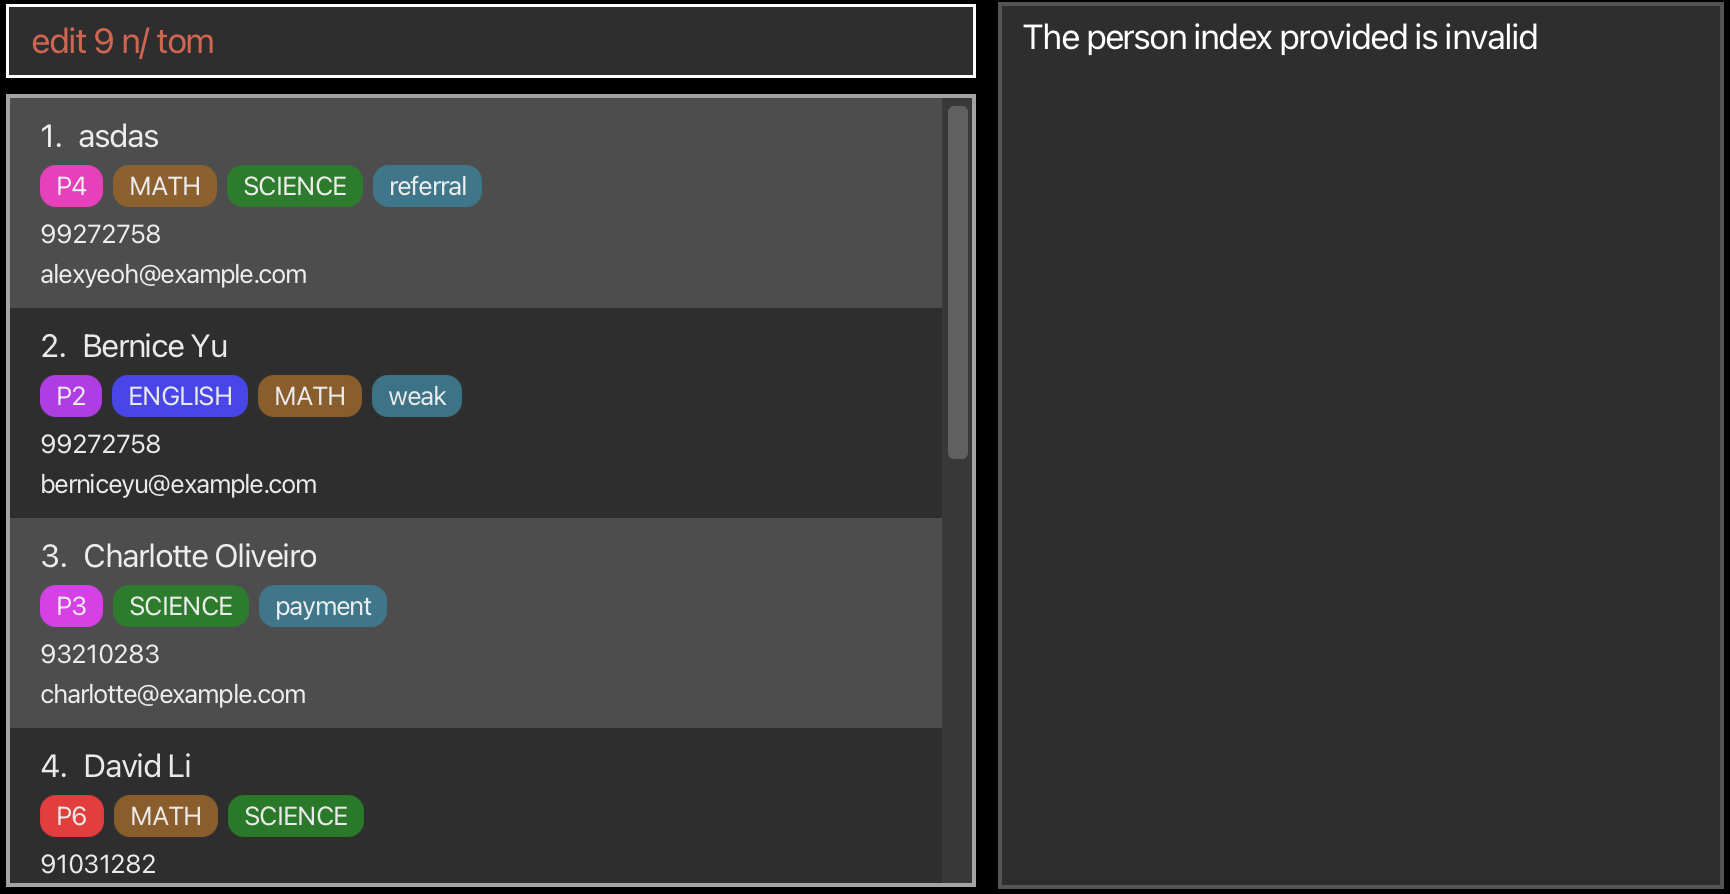 edit 9 n/ tom
1. asdas
P4 MATH SCIENCE referral
99272758
alexyeoh@example.com
2. Bernice Yu
P2 ENGLISH MATH weak
99272758
berniceyu@example.com
3. Charlotte Oliveiro
P3 SCIENCE payment
93210283
charlotte@example.com
4. David Li
P6 MATH SCIENCE
91031282
The person index provided is invalid